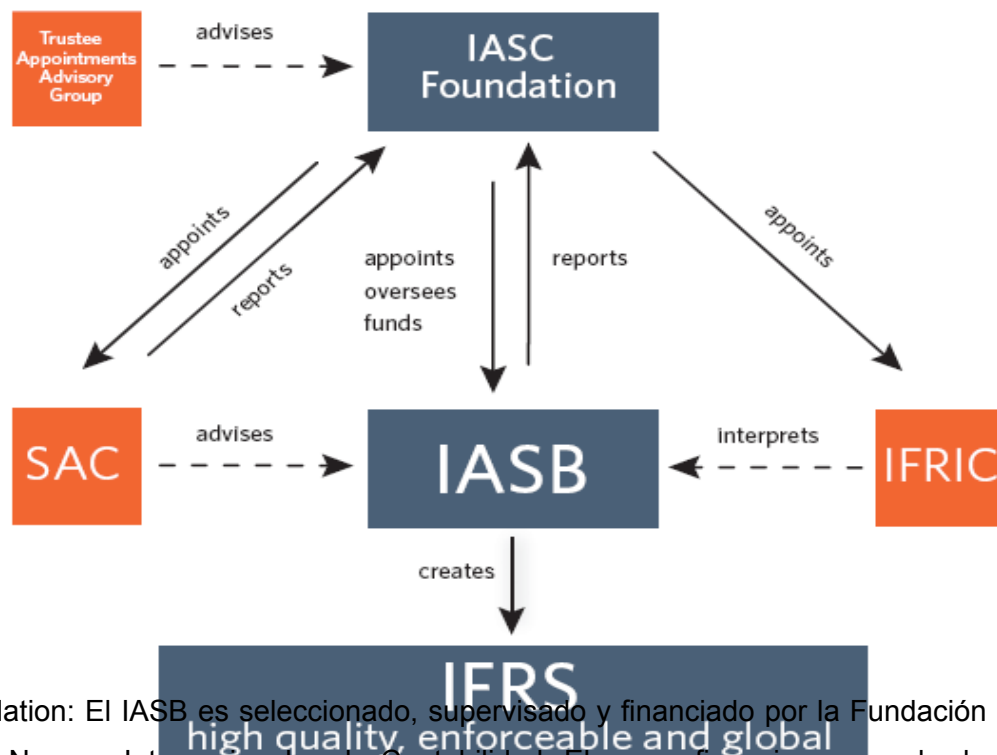 Trustee
Appointments
Advisory
Group
advises
IASC
Foundation
appoints
reports
appoints
oversees
funds
reports
appoints
SAC
advises
IASB
interprets
IFRIC
creates
IFRS
lation: El IASB es seleccionado, supervisado y financiado por la Fundación
high quality, enforceable and global